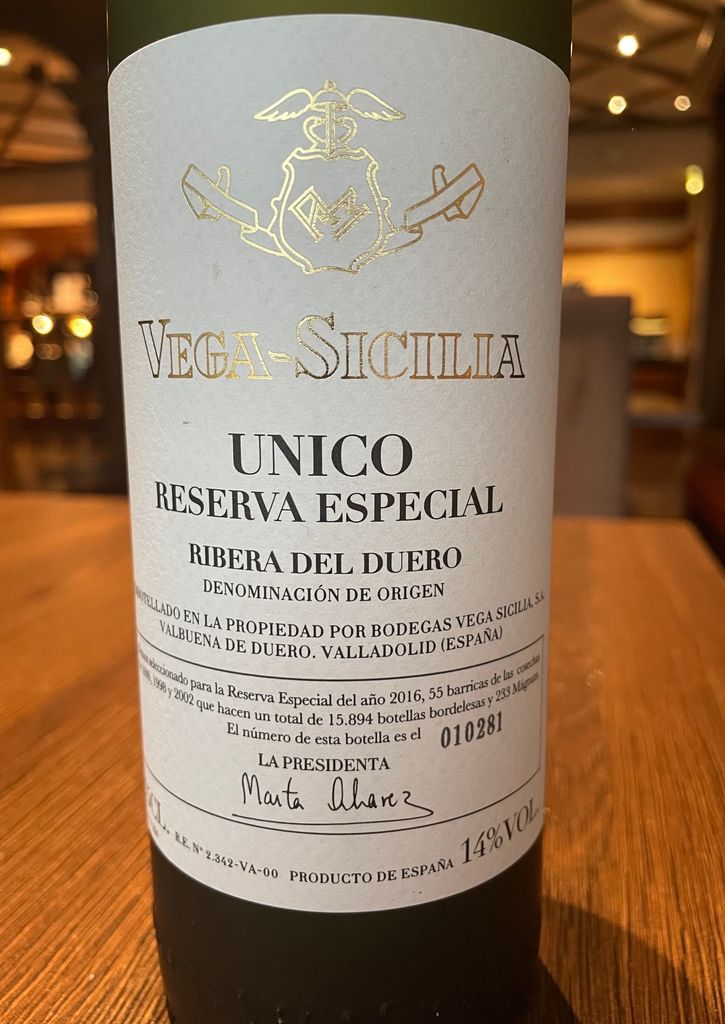 VEGA-SICILIA
UNICO
RESERVA ESPECIAL
RIBERA DEL DUERO
DENOMINACIÓN DE ORIGEN
EN LA PROPIEDAD POR BODEGAS VEGA SICILIA, S.A.
VALBUENA DE DUERO. VALLADOLID (ESPAÑA)
seleccionado para la Reserva Especial del año 2016, 55 barricas de las cosechas
1998 y 2002 que hacen un total de 15.894 botellas bordelesas y 233 Mágnum.
El número de esta botella es el 010281
LA PRESIDENTA
Marta Alvarez
CL. R.E. Nº 2.342-VA-00 PRODUCTO DE ESPAÑA 14%VOL.